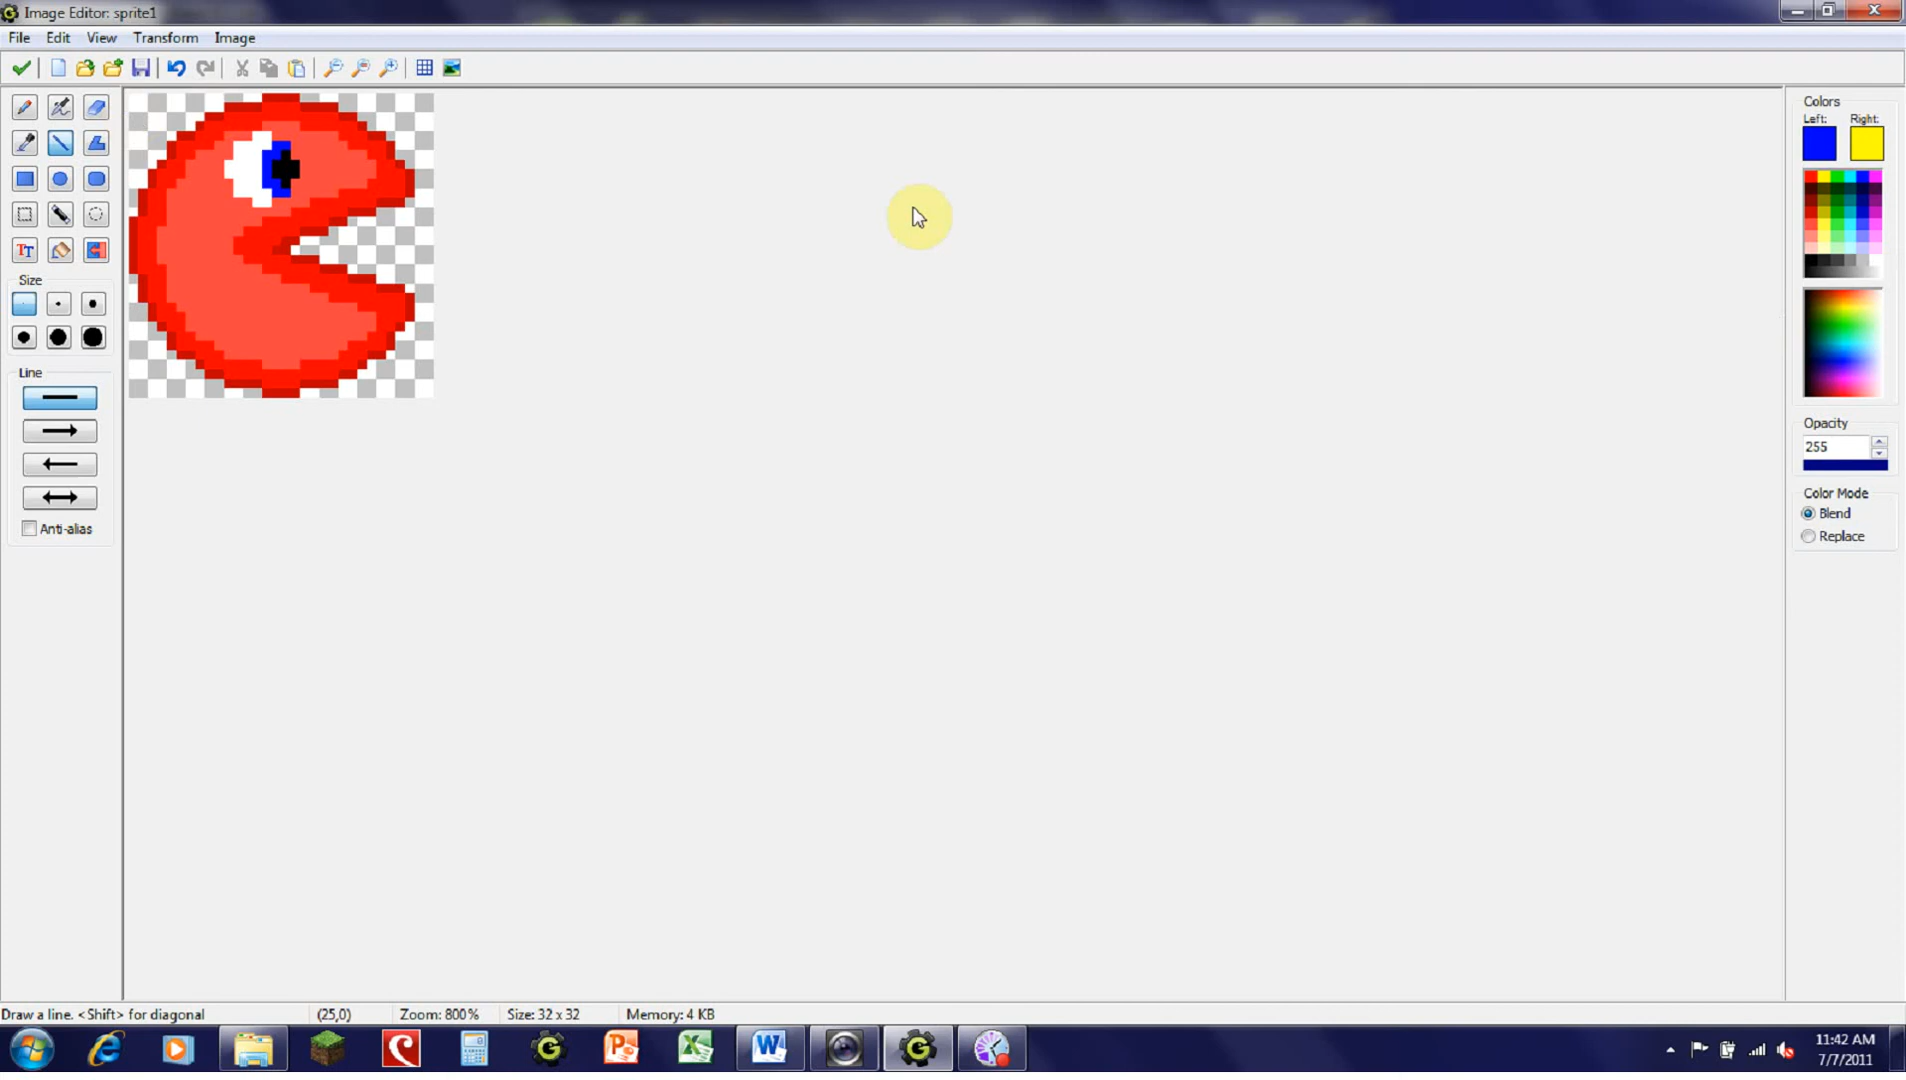 Image Editor: sprite1
File Edit View Transform Image
Colors
Left: Right:
TT
Size
Line
Anti-alias
Opacity
255
Color Mode
Blend
Replace
Draw a line. <Shift> for diagonal (25,0) Zoom: 800% Size: 32 x 32 Memory: 4 KB
11:42 AM
7/7/2011